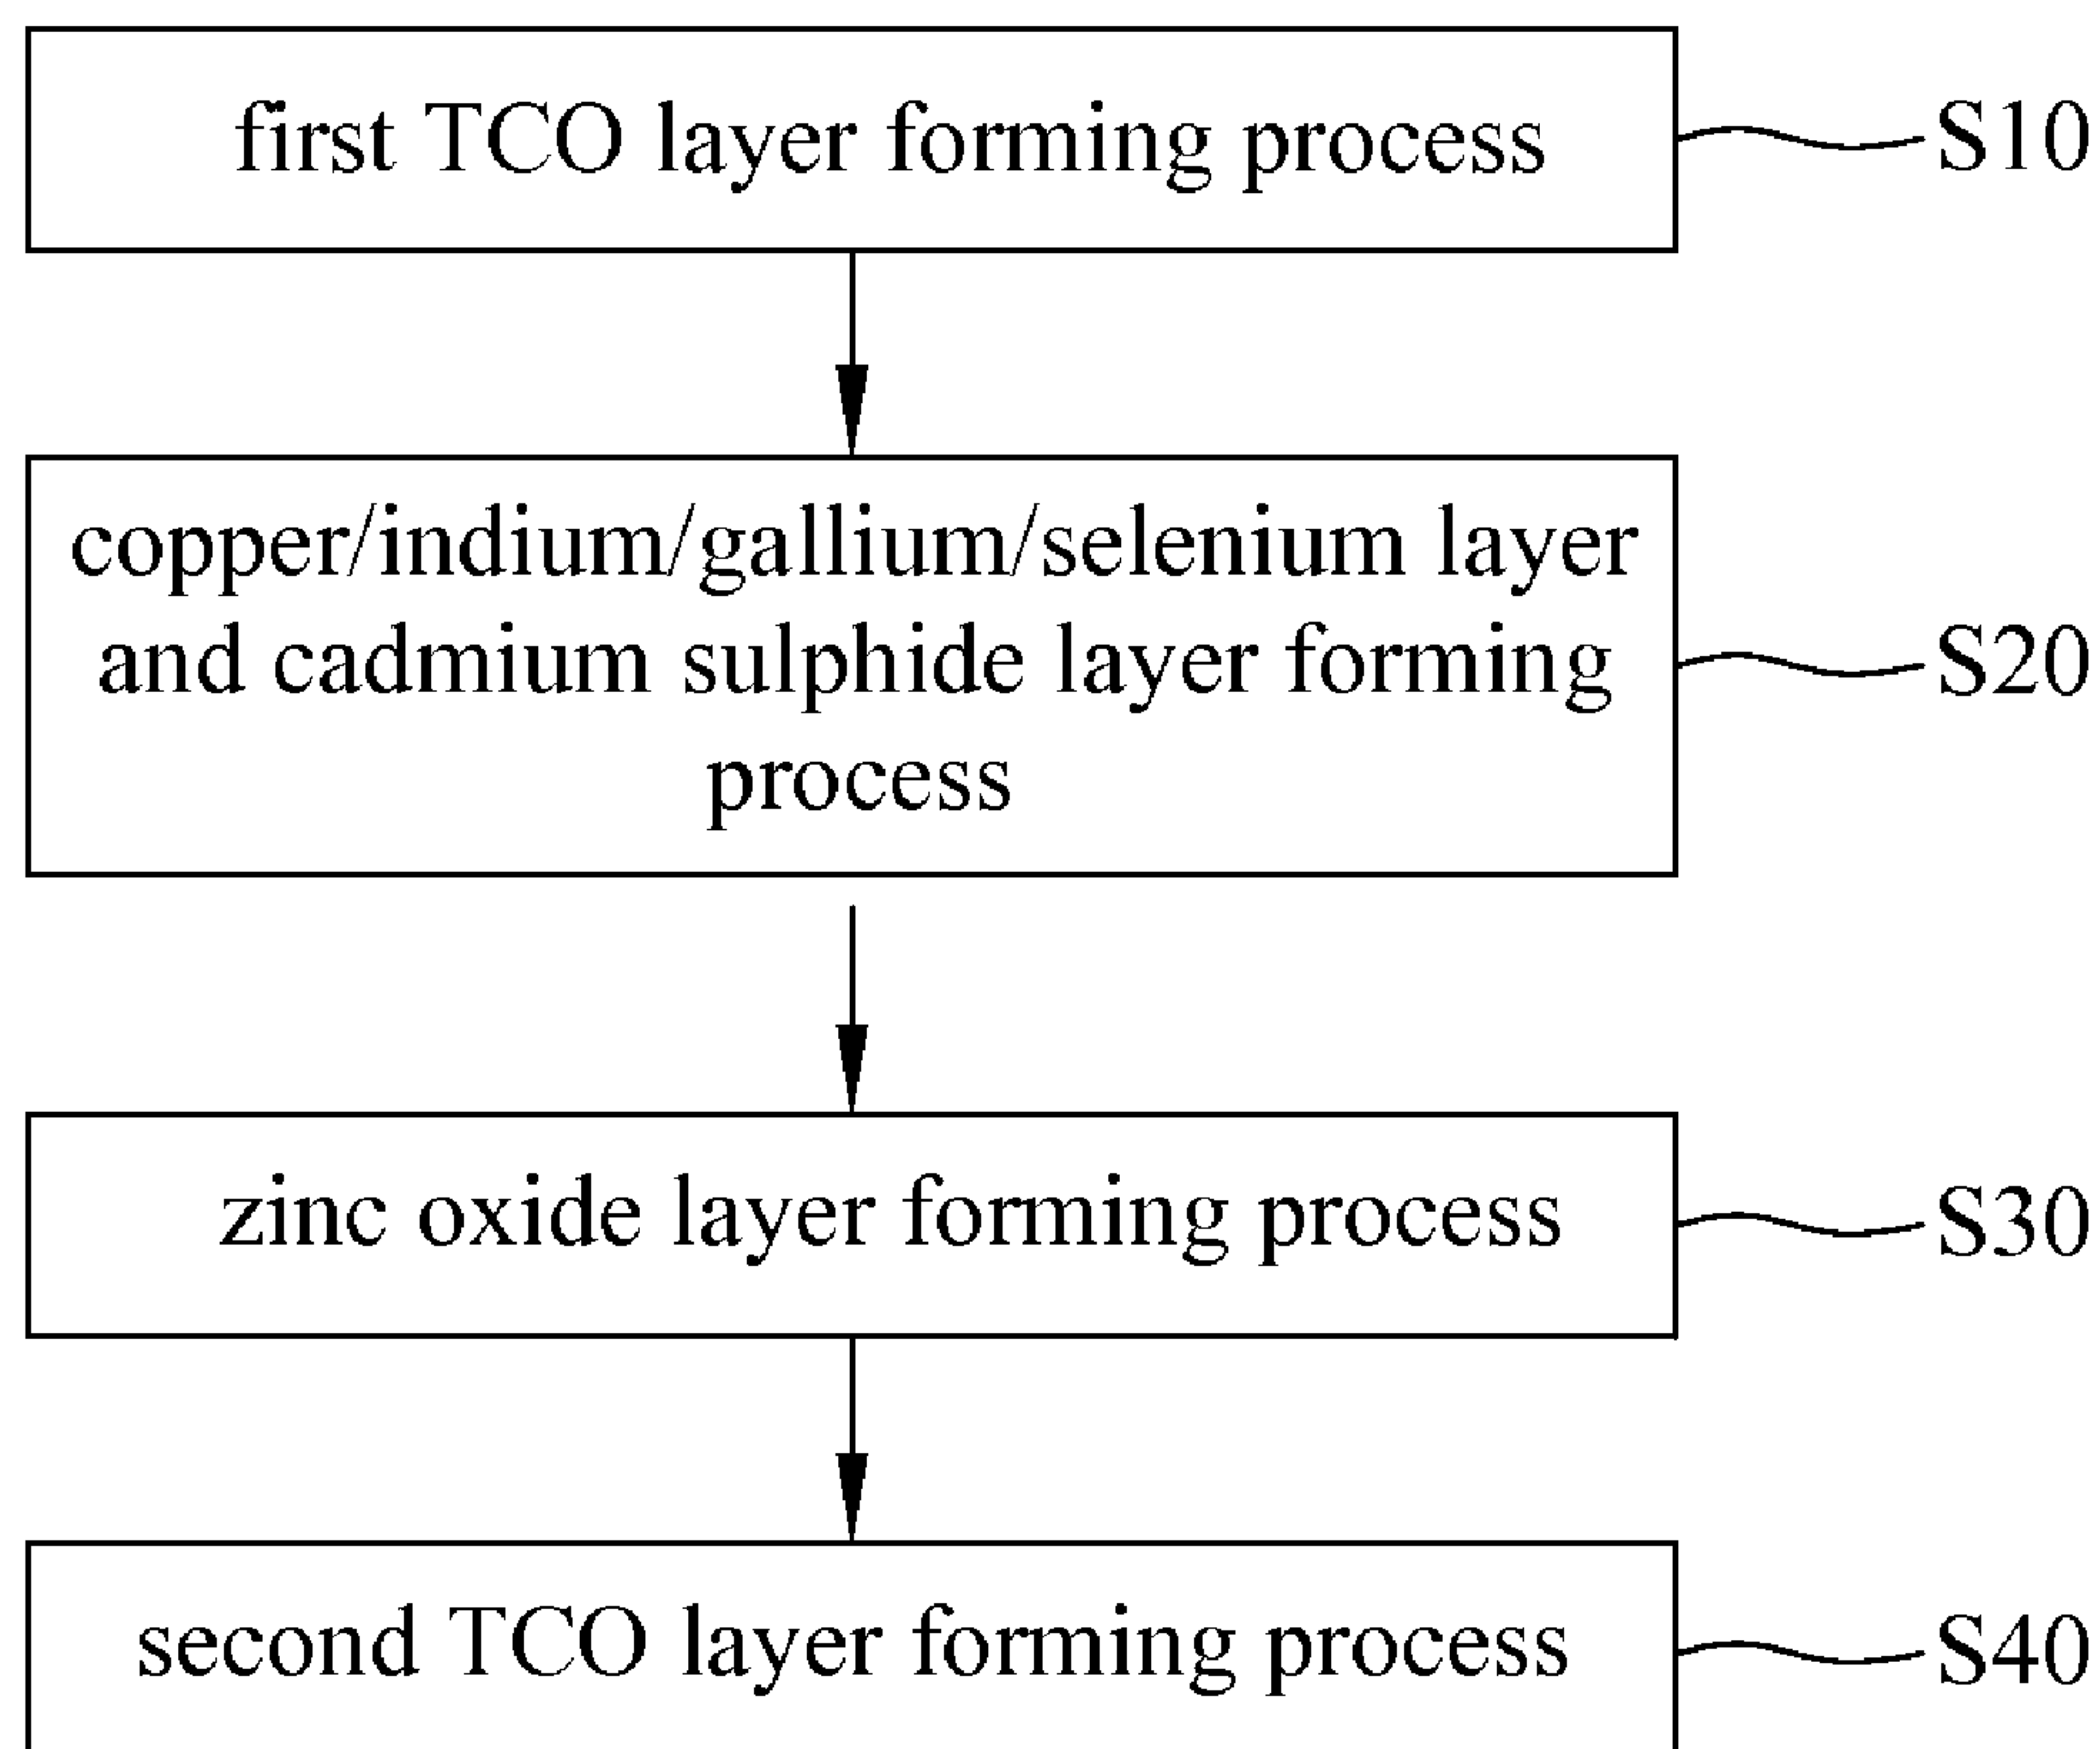 first TCO layer forming process
S10
copper/indium/gallium/selenium layer
and cadmium sulphide layer forming
process
S20
zinc oxide layer forming process
S30
second TCO layer forming process
S40